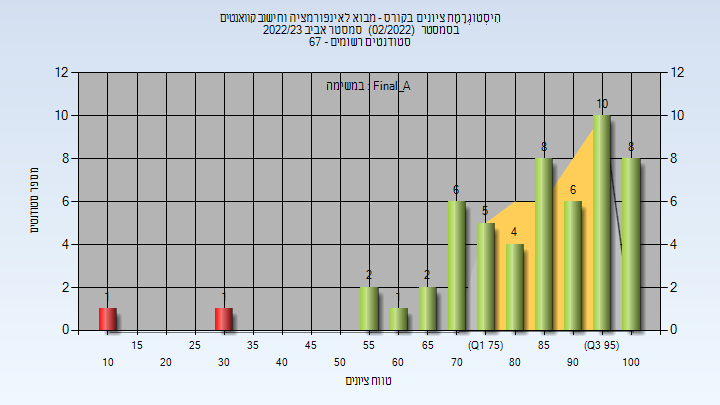 היסטוגרמת ציונים בקורס - מבוא לאינפורמציה וחישוב קוואנטים
בסמסטר (02/2022) סמסטר אביב 2022/23
סטודנטים רשומים - 67
במשימה : Final_A
מספר סטודנטים
12 12
10 10
8 8
6 6
4 4
2 2
0 0
1 1 2 1 2 6 5 4 8 6 10 8
15 25 35 45 55 65 (Q1 75) 85 (Q3 95)
10 20 30 40 50 60 70 80 90 100
טווח ציונים